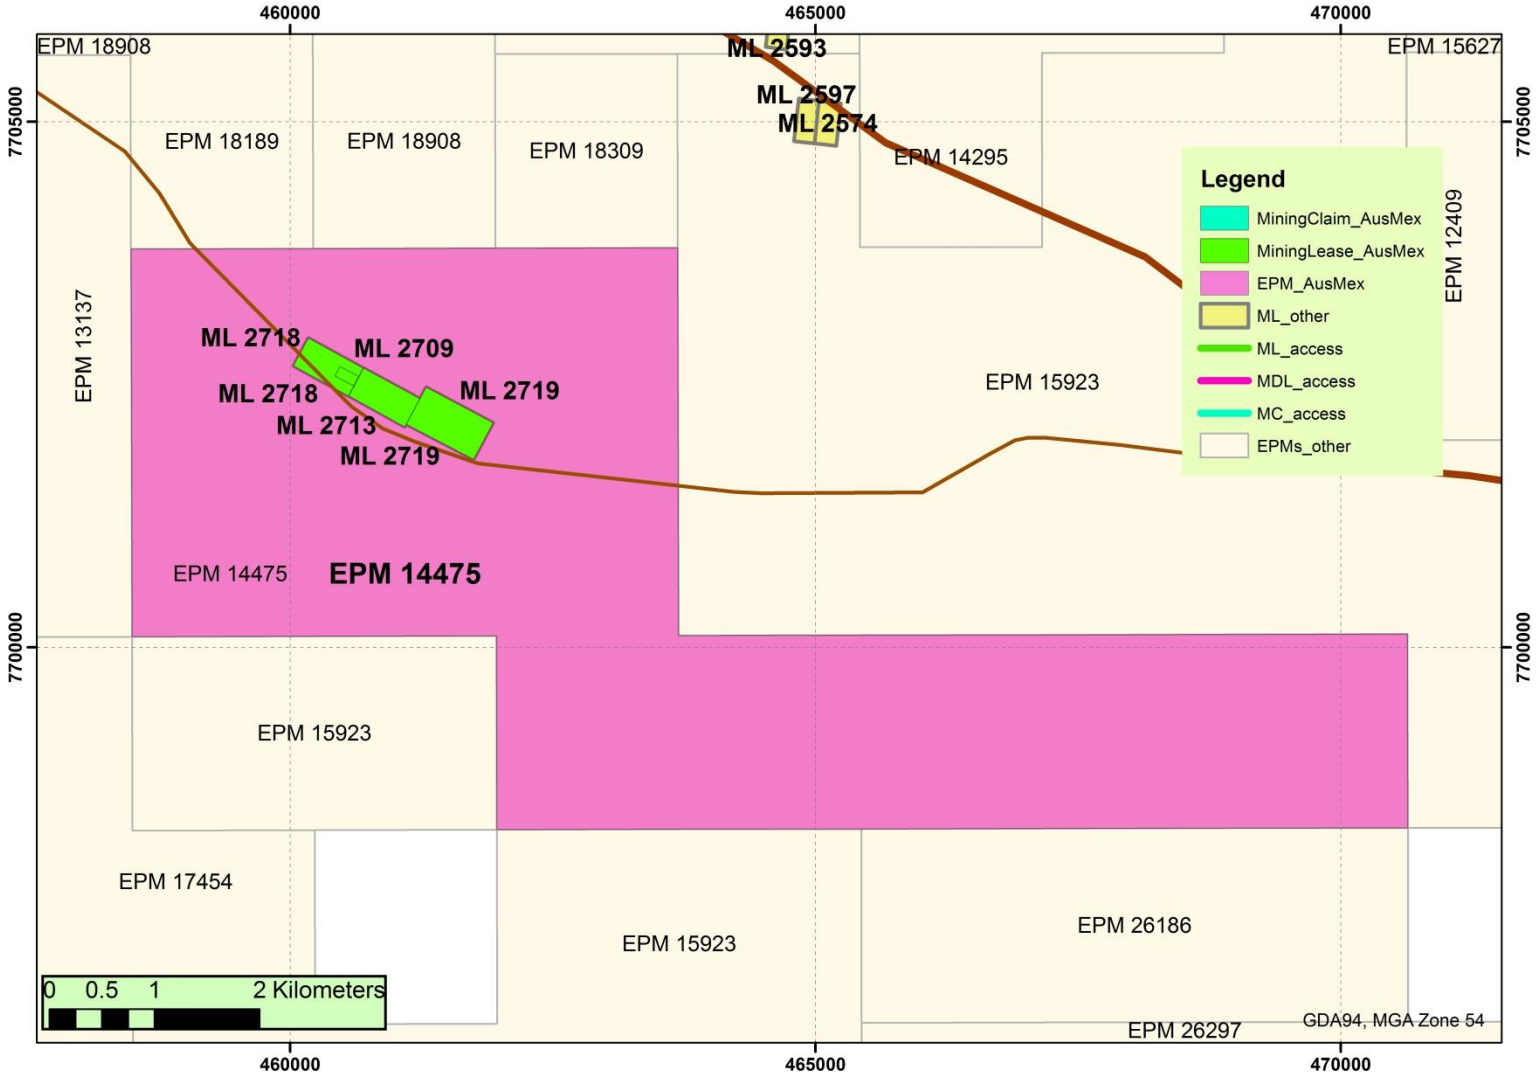 460000
465000
470000
EPM 18908
ML 2593
EPM 15627
ML 2597
7705000
ML 2574
7705000
EPM 18189
EPM 18908
EPM 18309
EPM 14295
Legend
MiningClaim_AusMex
MiningLease_AusMex
EPM_AusMex
ML_other
ML_access
MDL_access
MC_access
EPMs_other
EPM 12409
EPM 13137
ML 2718
ML 2709
EPM 15923
ML 2718
ML 2719
ML 2713
ML 2719
EPM 14475
EPM 14475
7700000
7700000
EPM 15923
EPM 17454
EPM 15923
EPM 26186
0 0.5 1 2 Kilometers
GDA94, MGA Zone 54
EPM 26297
460000
465000
470000